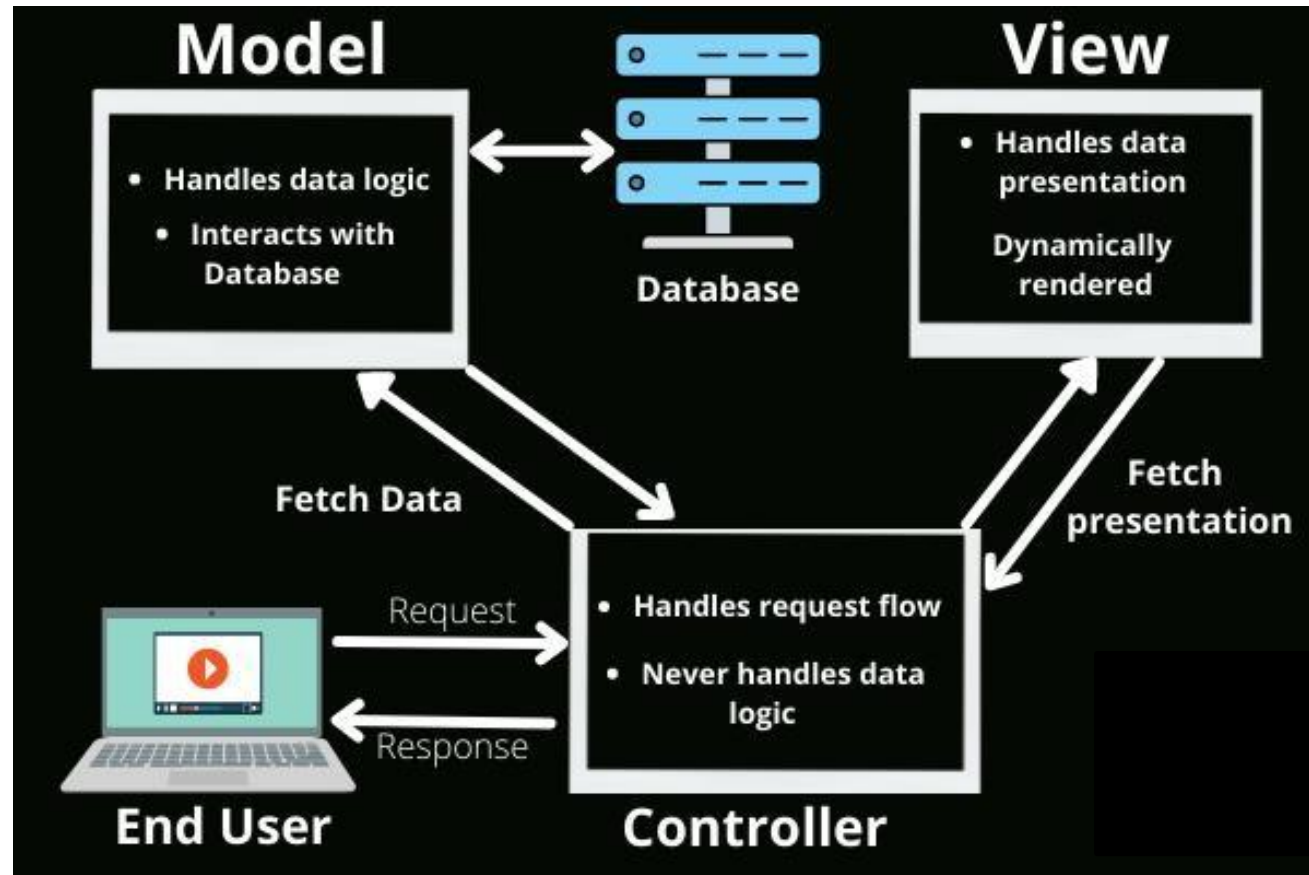 Model
View
• Handles data logic
• Interacts with
Database
Database
• Handles data
presentation
Dynamically
rendered
Fetch Data
Fetch
presentation
Request
Response
• Handles request flow
• Never handles data
logic
End User
Controller